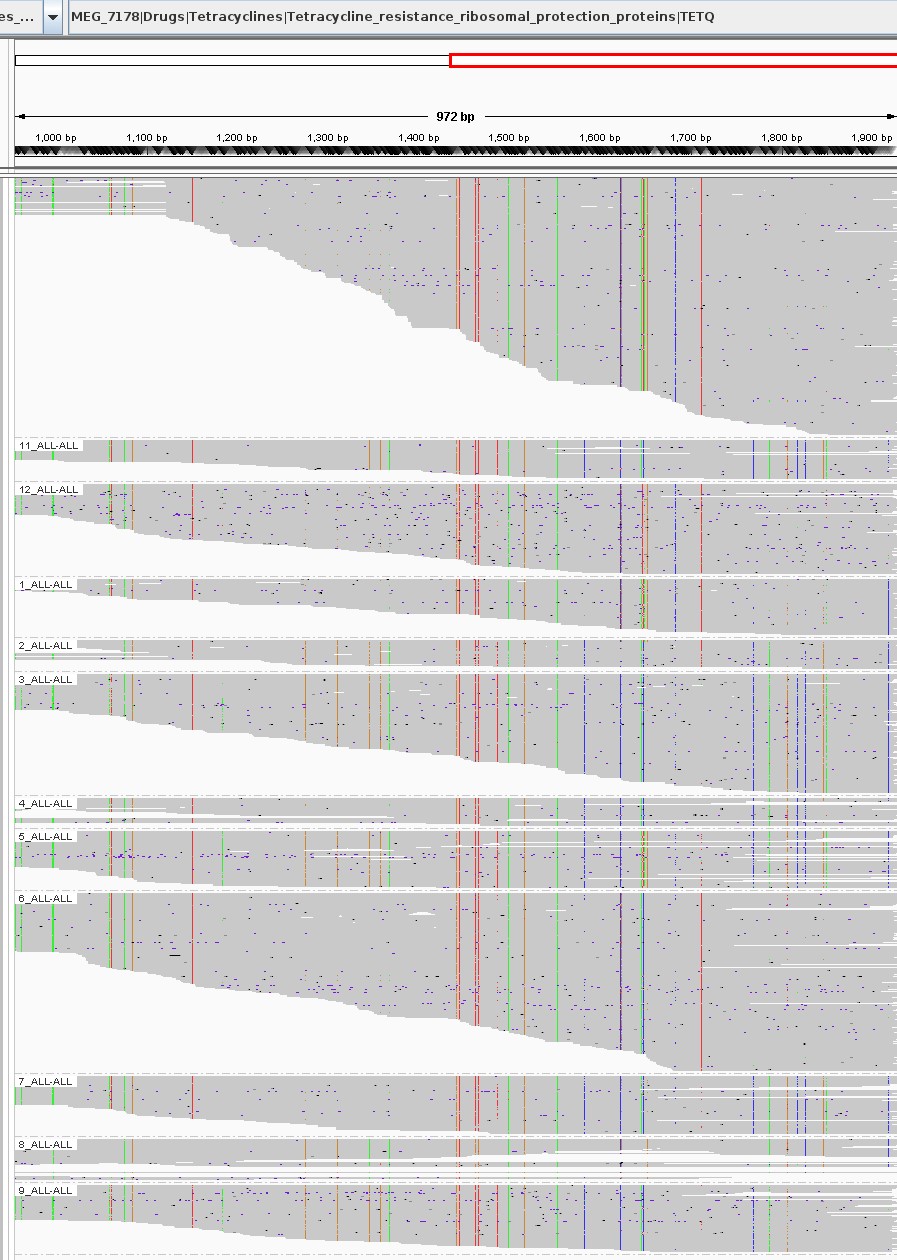 es_...
MEG_7178|Drugs|Tetracyclines|Tetracycline_resistance_ribosomal_protection_proteins|TETQ
972 bp
1,000 bp 1,100 bp 1,200 bp 1,300 bp 1,400 bp 1,500 bp 1,600 bp 1,700 bp 1,800 bp 1,900 bp
11_ALL-ALL
12_ALL-ALL
1_ALL-ALL
2_ALL-ALL
3_ALL-ALL
4_ALL-ALL
5_ALL-ALL
6_ALL-ALL
7_ALL-ALL
8_ALL-ALL
9_ALL-ALL